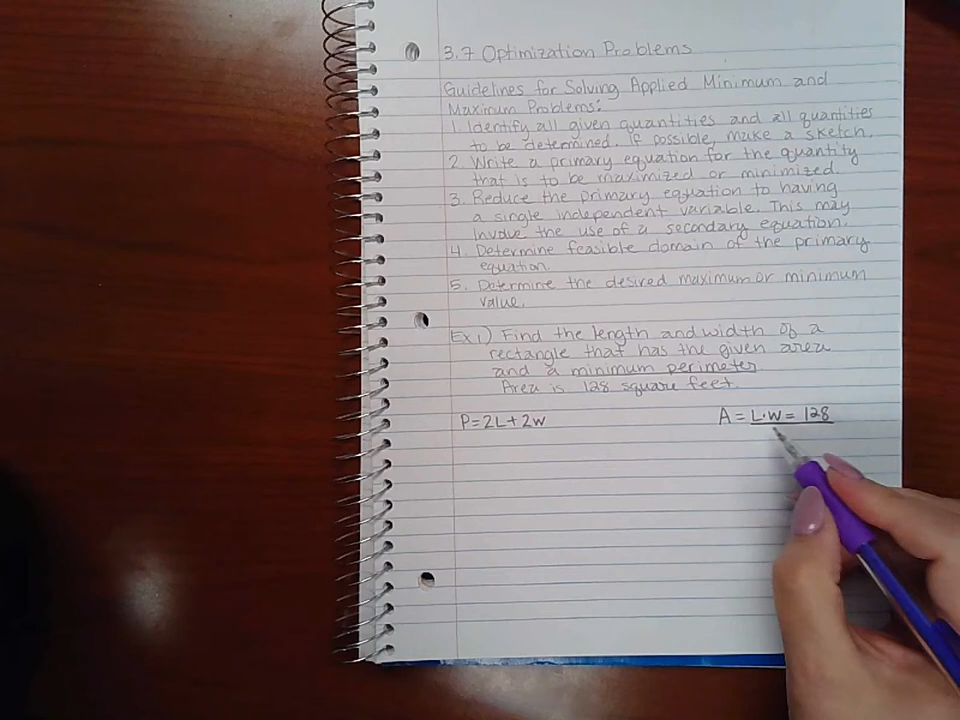 3.7 Optimization Problems
Guidelines for Solving Applied Minimum and
Maximum Problems:
1. Identify all given quantities and all quantities
to be determined. If possible, make a sketch.
2. Write a primary equation for the quantity
that is to be maximized or minimized.
3. Reduce the primary equation to having
a single independent variable. This may
involve the use of a secondary equation.
4. Determine feasible domain of the primary
equation.
5. Determine the desired maximum or minimum
value.
Ex 1) Find the length and width of a
rectangle that has the given area
and a minimum perimeter.
Area is 128 square feet.
P = 2L + 2W
A = L·W = 128